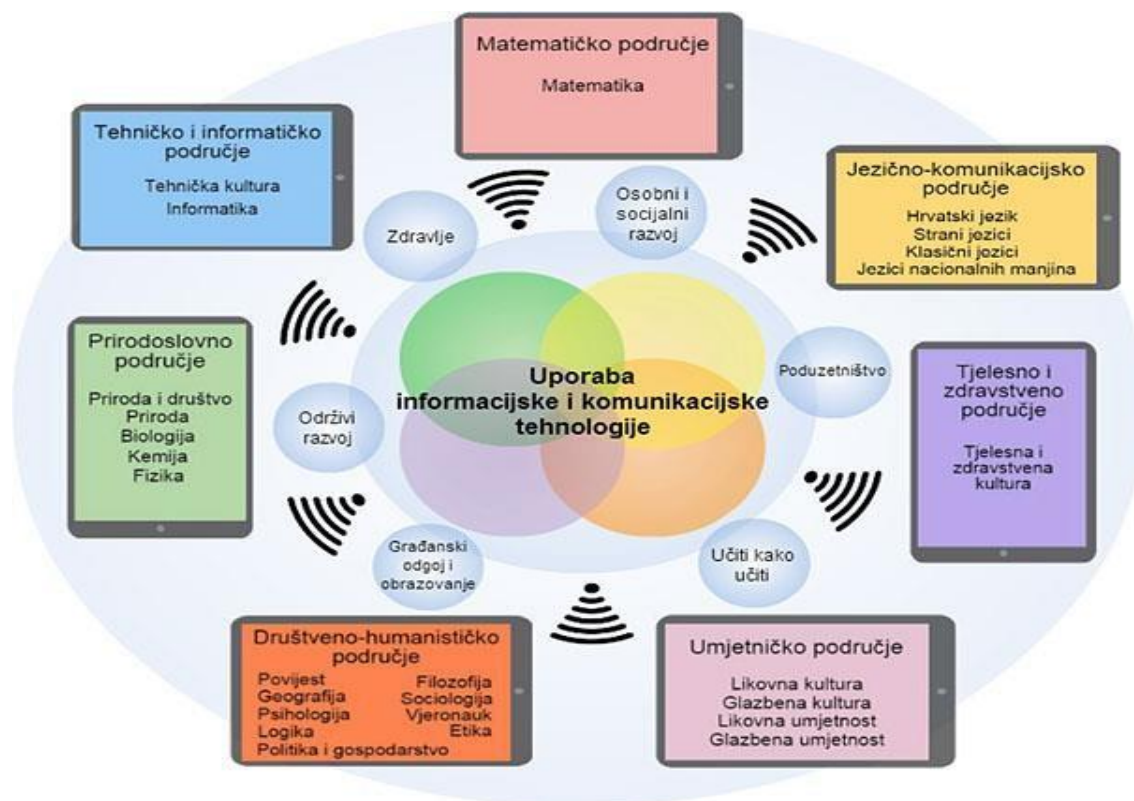 Matematičko područje
Matematika
Tehničko i informatičko
područje
Tehnička kultura
Informatika
Jezično-komunikacijsko
područje
Hrvatski jezik
Strani jezici
Klasični jezici
Jezici nacionalnih manjina
Zdravlje
Osobni i
socijalni
razvoj
Prirodoslovno
područje
Priroda i društvo
Priroda
Biologija
Kemija
Fizika
Održivi
razvoj
Uporaba
informacijske i komunikacijske
tehnologije
Poduzetništvo
Tjelesno i
zdravstveno
područje
Tjelesna i
zdravstvena
kultura
Građanski
odgoj i
obrazovanje
Učiti kako
učiti
Društveno-humanističko
područje
Povijest Filozofija
Geografija Sociologija
Psihologija Vjeronauk
Logika Etika
Politika i gospodarstvo
Umjetničko područje
Likovna kultura
Glazbena kultura
Likovna umjetnost
Glazbena umjetnost